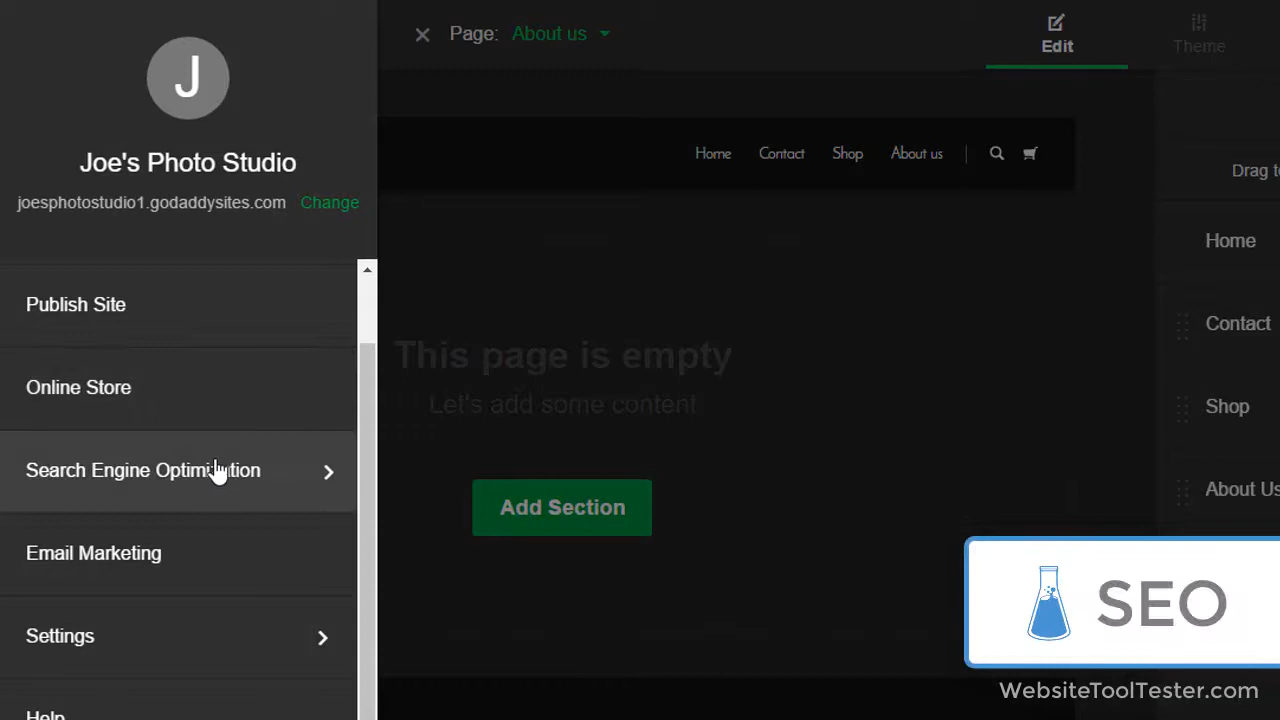 J
Joe's Photo Studio
joesphotostudio1.godaddysites.com Change
Publish Site
Online Store
Search Engine Optimization
Email Marketing
Settings
Help
Page: About us
Edit
Theme
Home Contact Shop About us
This page is empty
Let's add some content
Add Section
Drag to
Home
Contact
Shop
About Us
SEO
WebsiteToolTester.com